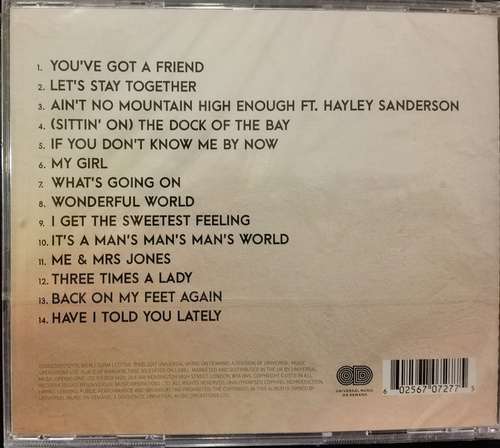 1. YOU'VE GOT A FRIEND
2. LET'S STAY TOGETHER
3. AIN'T NO MOUNTAIN HIGH ENOUGH FT. HAYLEY SANDERSON
4. (SITTIN' ON) THE DOCK OF THE BAY
5. IF YOU DON'T KNOW ME BY NOW
6. MY GIRL
7. WHAT'S GOING ON
8. WONDERFUL WORLD
9. I GET THE SWEETEST FEELING
10. IT'S A MAN'S MAN'S MAN'S WORLD
11. ME & MRS JONES
12. THREE TIMES A LADY
13. BACK ON MY FEET AGAIN
14. HAVE I TOLD YOU LATELY
UNIVERSAL MUSIC
ON DEMAND
6 02567 07277 5